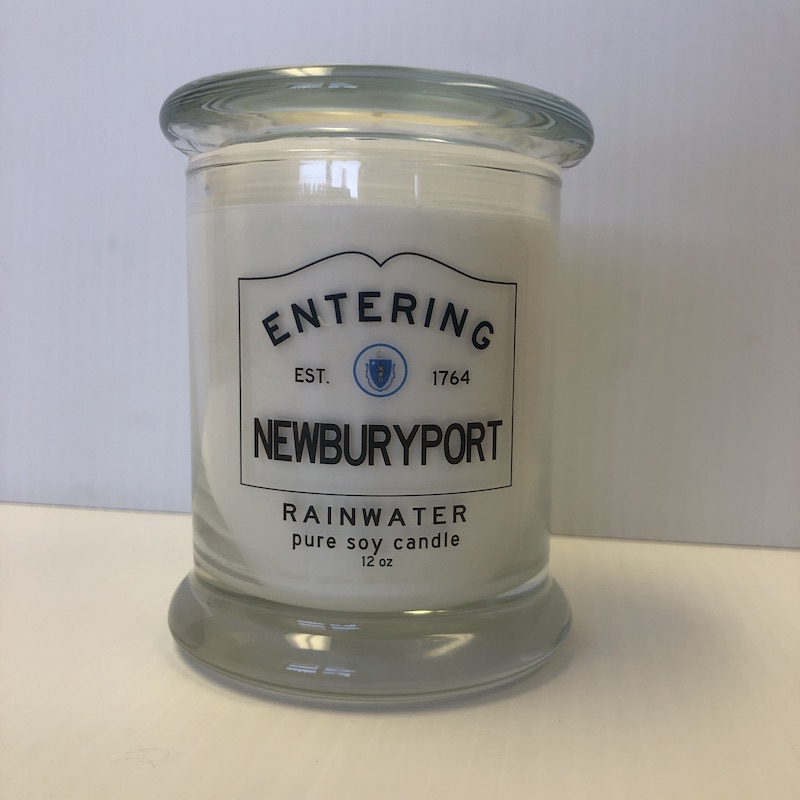 ENTERING
EST. 1764
NEWBURYPORT
RAINWATER
pure soy candle
12 oz